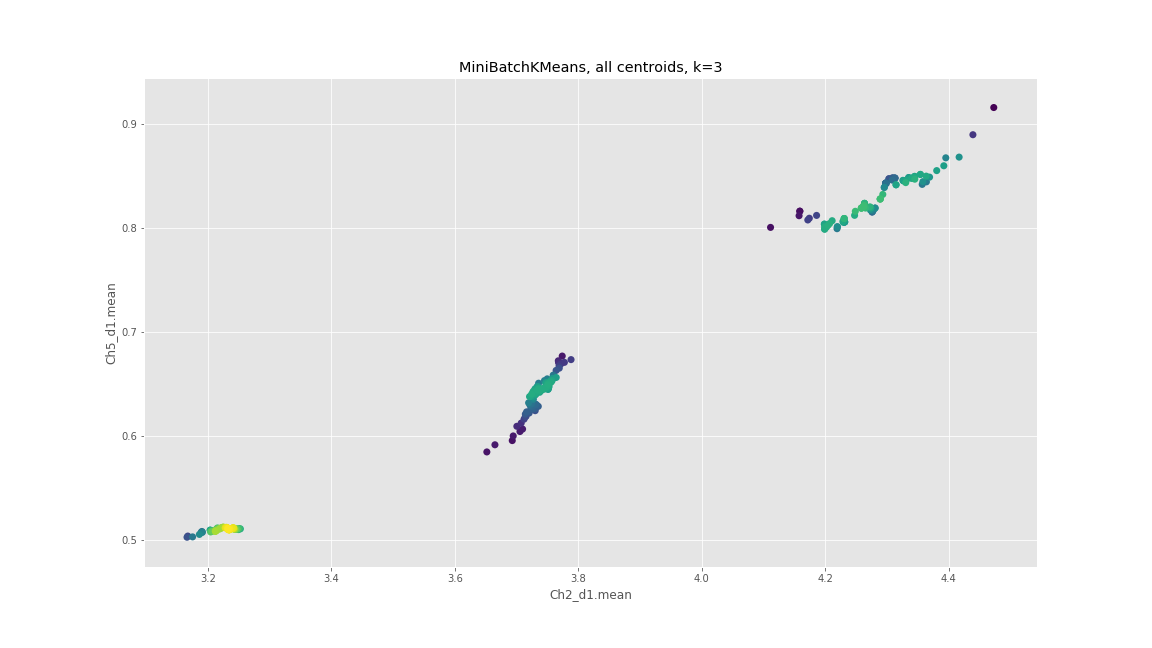 MiniBatchKMeans, all centroids, k=3
0.9
0.8
0.7
0.6
0.5
Ch5_d1.mean
3.2 3.4 3.6 3.8 4.0 4.2 4.4
Ch2_d1.mean